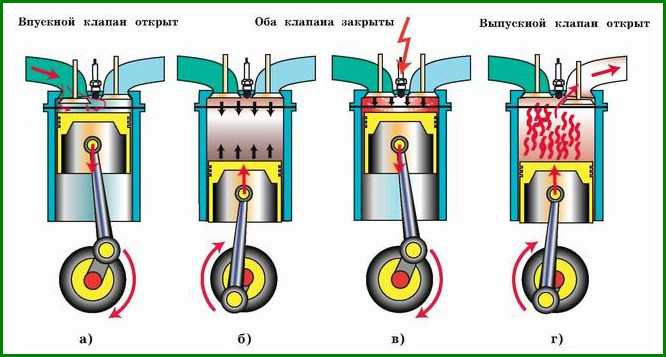 Впускной клапан открыт
Оба клапана закрыты
Выпускной клапан открыт
а)
б)
в)
г)